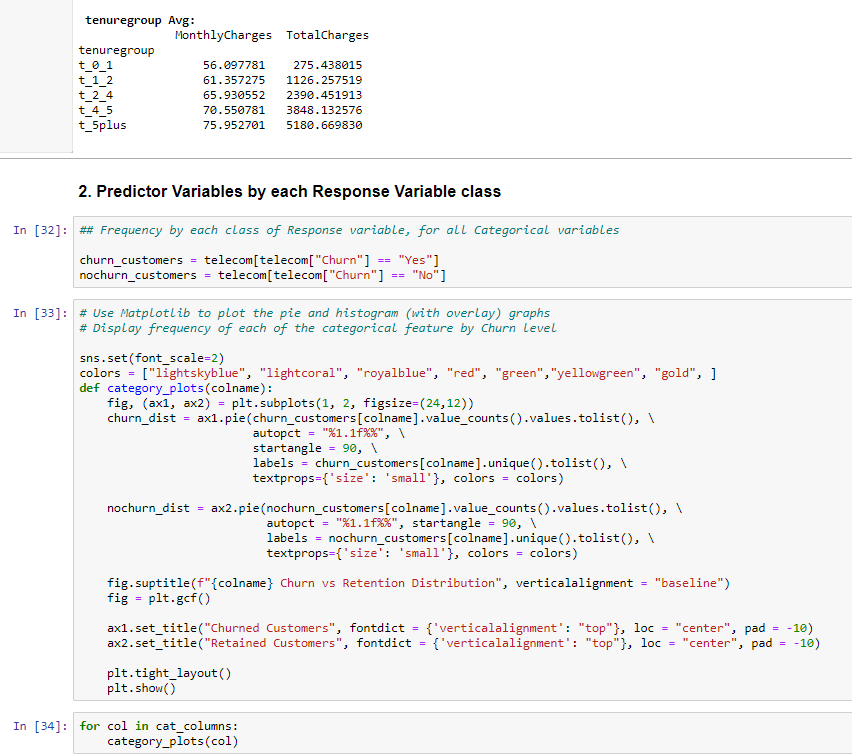 tenuregroup Avg:
MonthlyCharges TotalCharges
tenuregroup
t_0_1 56.097781 275.438015
t_1_2 61.357275 1126.257519
t_2_4 65.930552 2390.451913
t_4_5 70.550781 3848.132576
t_5plus 75.952701 5180.669830
2. Predictor Variables by each Response Variable class
In [32]: ## Frequency by each class of Response variable, for all Categorical variables
churn_customers = telecom[telecom["Churn"] == "Yes"]
nochurn_customers = telecom[telecom["Churn"] == "No"]
In [33]: # Use Matplotlib to plot the pie and histogram (with overlay) graphs
# Display frequency of each of the categorical feature by Churn level
sns.set(font_scale=2)
colors = ["lightskyblue", "lightcoral", "royalblue", "red", "green","yellowgreen", "gold", ]
def category_plots(colname):
    fig, (ax1, ax2) = plt.subplots(1, 2, figsize=(24,12))
    churn_dist = ax1.pie(churn_customers[colname].value_counts().values.tolist(), \
                         autopct = "%1.1f%%", \
                         startangle = 90, \
                         labels = churn_customers[colname].unique().tolist(), \
                         textprops={'size': 'small'}, colors = colors)
    nochurn_dist = ax2.pie(nochurn_customers[colname].value_counts().values.tolist(), \
                           autopct = "%1.1f%%", startangle = 90, \
                           labels = nochurn_customers[colname].unique().tolist(), \
                           textprops={'size': 'small'}, colors = colors)
    fig.suptitle(f"{colname} Churn vs Retention Distribution", verticalalignment = "baseline")
    fig = plt.gcf()
    ax1.set_title("Churned Customers", fontdict = {'verticalalignment': "top"}, loc = "center", pad = -10)
    ax2.set_title("Retained Customers", fontdict = {'verticalalignment': "top"}, loc = "center", pad = -10)
    plt.tight_layout()
    plt.show()
In [34]: for col in cat_columns:
    category_plots(col)